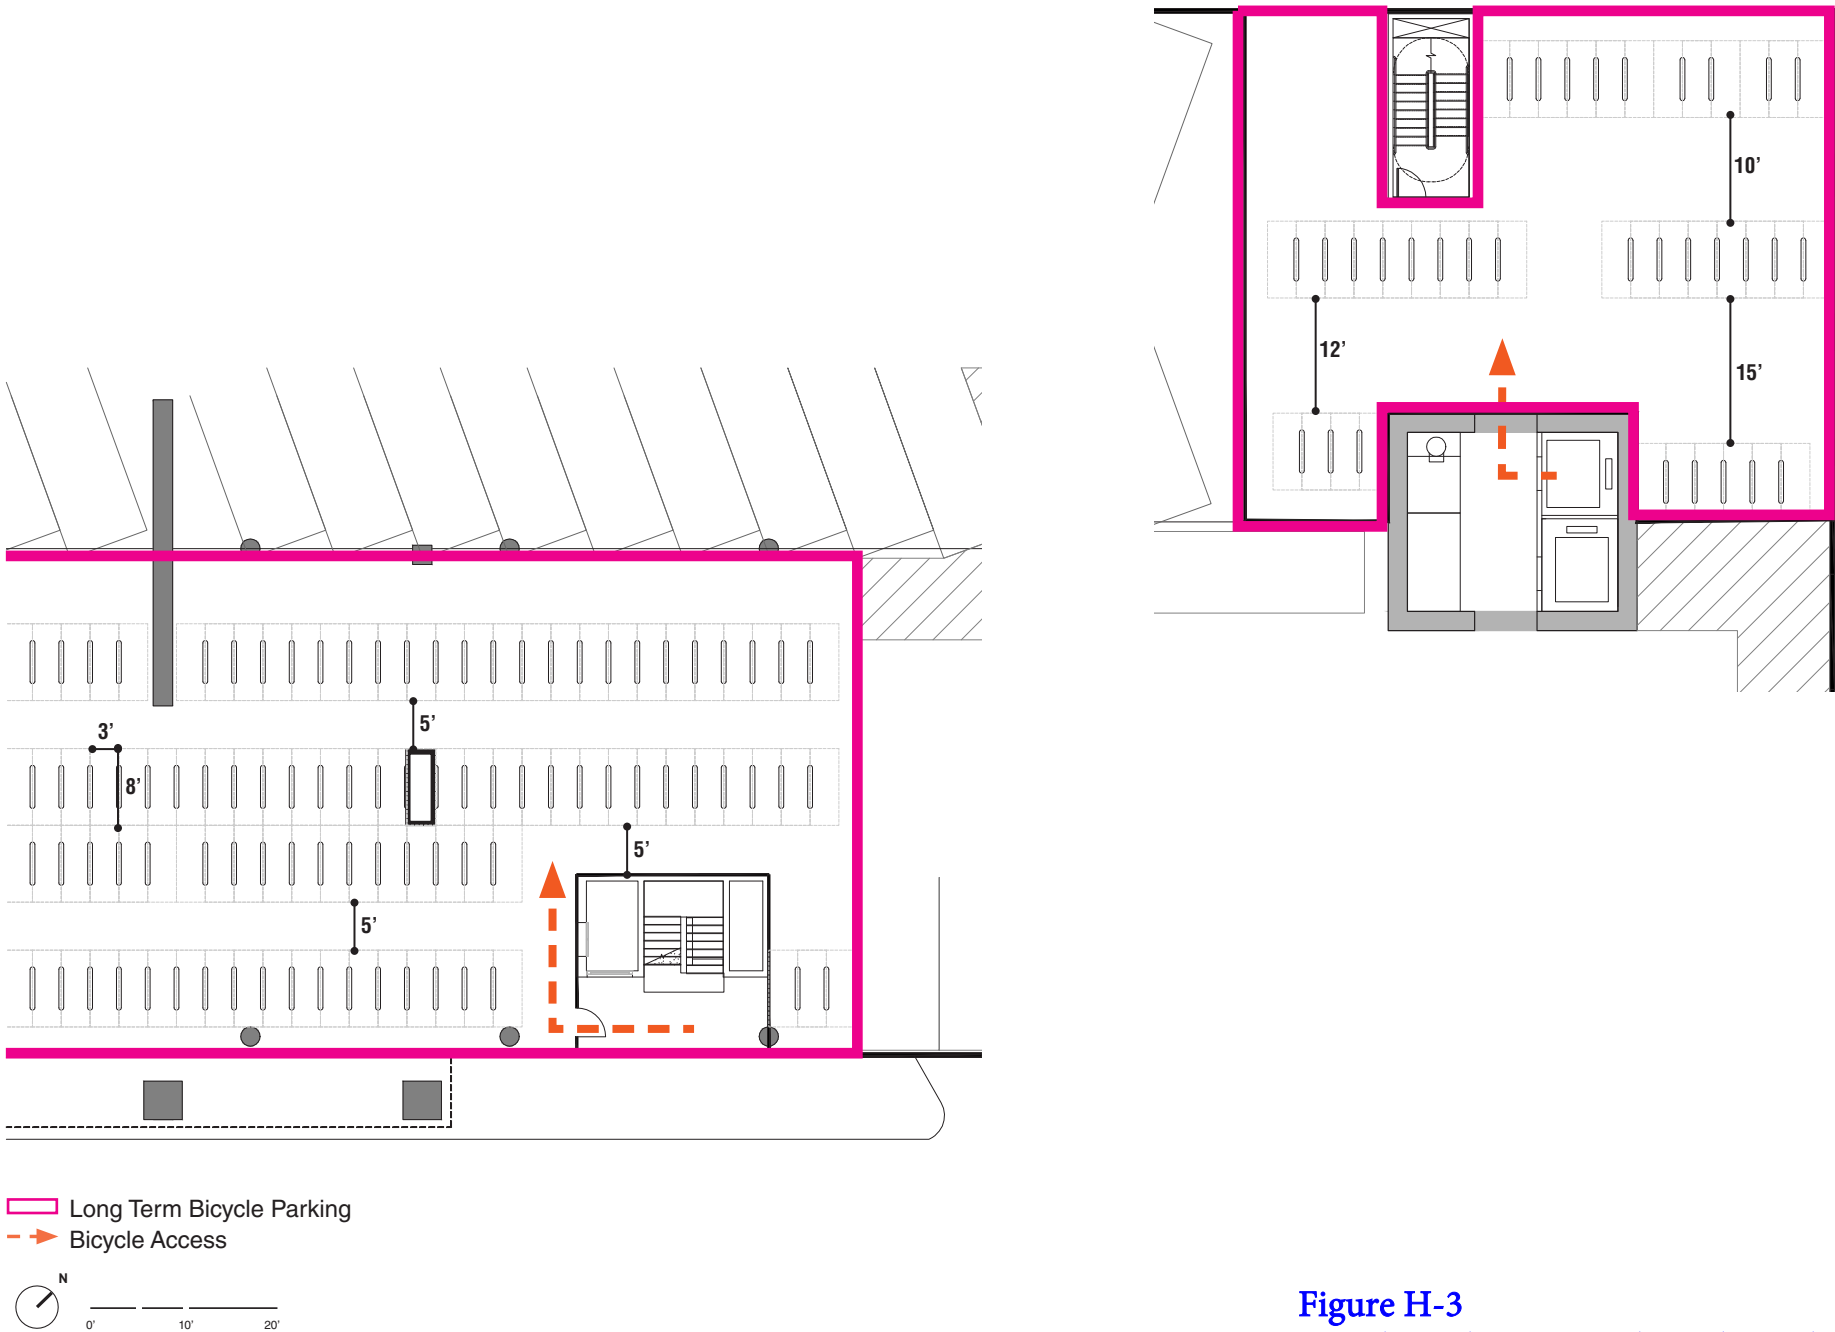 10’
12’
15’
5’
3’
8’
5’
5’
Long Term Bicycle Parking
Bicycle Access
N
0’ 10’ 20’
Figure H-3